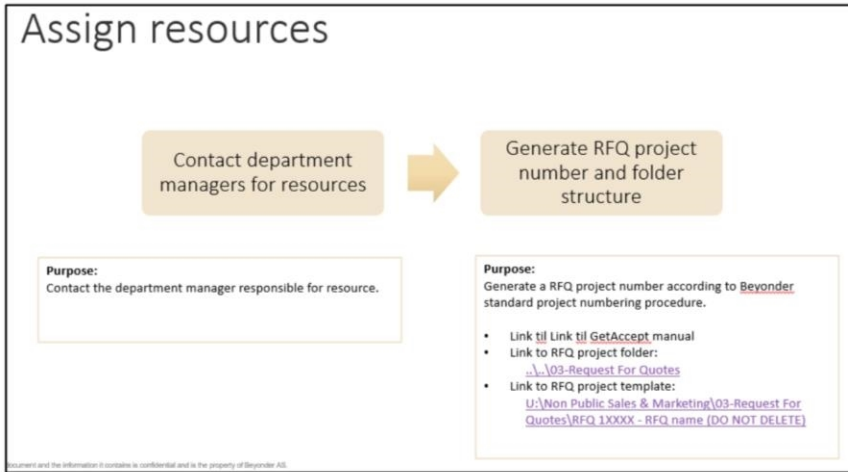 Assign resources
Contact department
managers for resources
Generate RFQ project
number and folder
structure
Purpose:
Contact the department manager responsible for resource.
Purpose:
Generate a RFQ project number according to Beyonder
standard project numbering procedure.
• Link til Link til GetAccept manual
• Link to RFQ project folder:
..\..\03-Request For Quotes
• Link to RFQ project template:
U:\Non Public Sales & Marketing\03-Request For
Quotes\RFQ 1XXXX - RFQ name (DO NOT DELETE)
document and the information it contains is confidential and is the property of Beyonder AS.